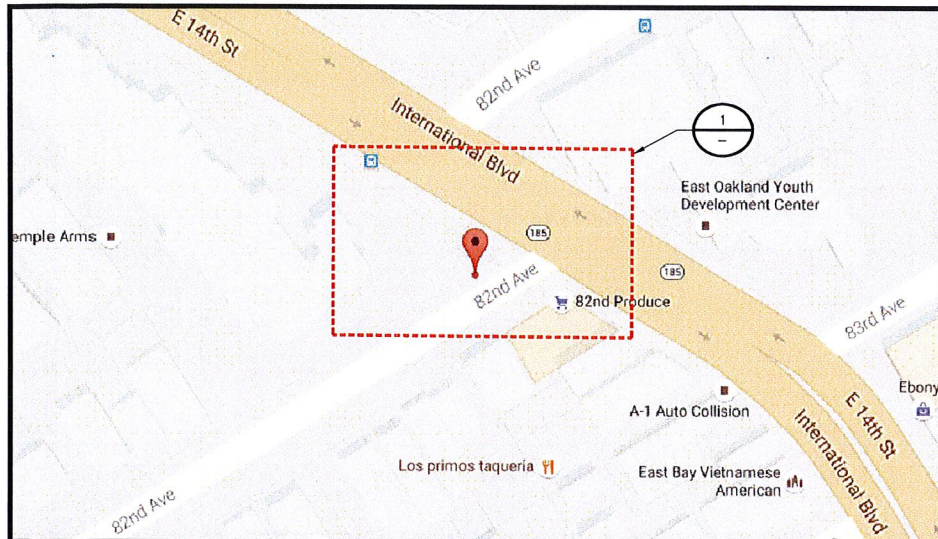 E 14th St
82nd Ave
International Blvd
1
–
East Oakland Youth
Development Center
emple Arms
185
185
82nd Ave
82nd Produce
83rd Ave
Ebony
A-1 Auto Collision
E 14th St
Los primos taqueria
East Bay Vietnamese
American
International Blvd
82nd Ave